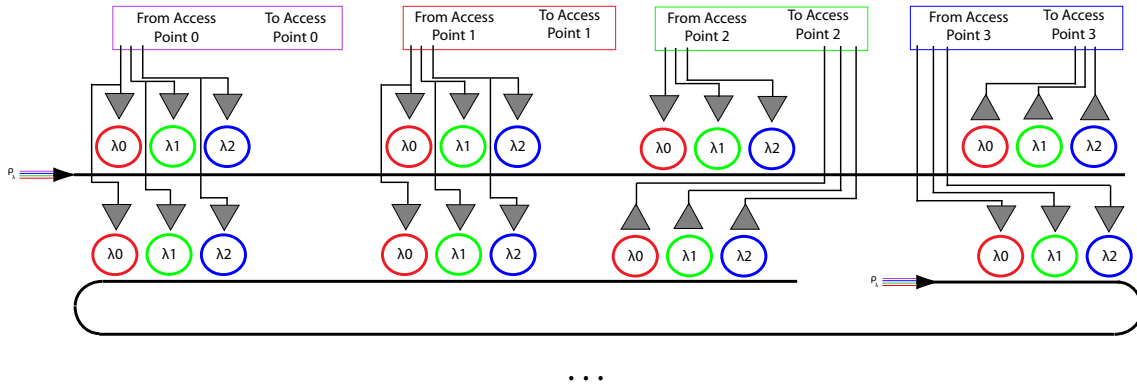 From Access To Access From Access To Access From Access To Access From Access To Access
Point 0 Point 0 Point 1 Point 1 Point 2 Point 2 Point 3 Point 3
λ0 λ1 λ2 λ0 λ1 λ2 λ0 λ1 λ2 λ0 λ1 λ2
Pλ
λ0 λ1 λ2 λ0 λ1 λ2 λ0 λ1 λ2 λ0 λ1 λ2
Pλ
...